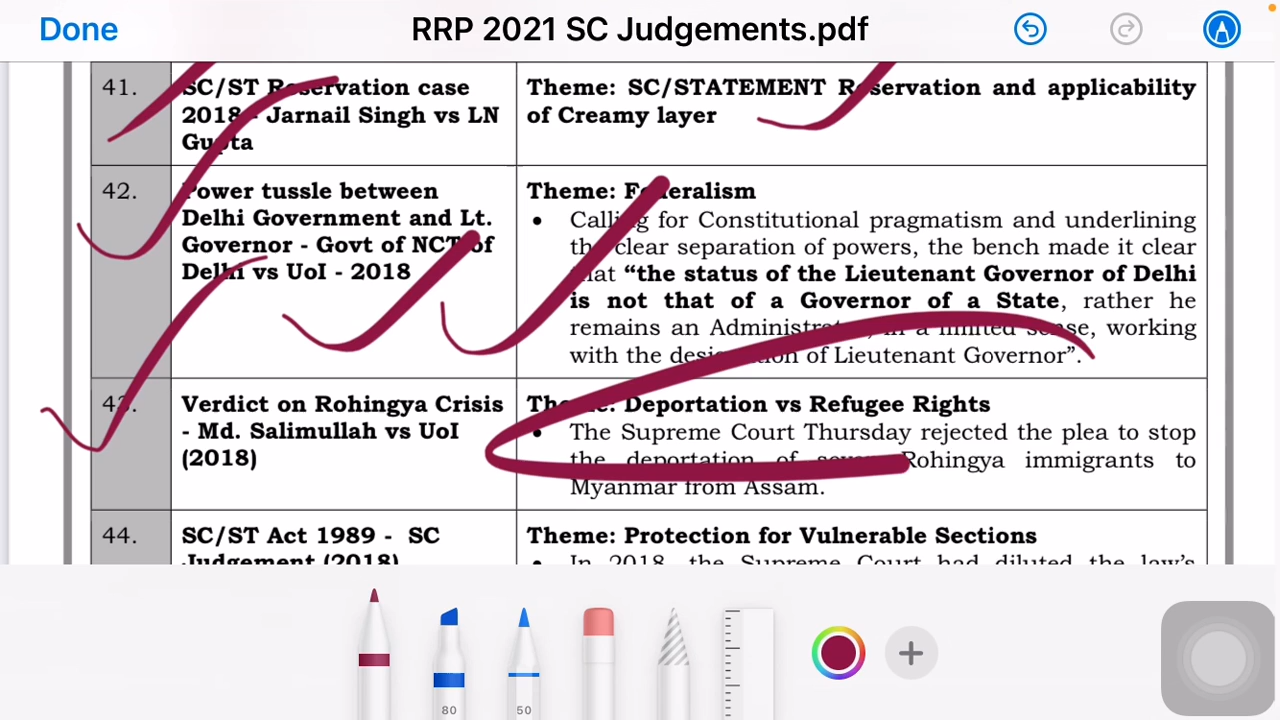 Done
RRP 2021 SC Judgements.pdf
41.
SC/ST Reservation case
2018 - Jarnail Singh vs LN
Gupta
Theme: SC/STATEMENT Reservation and applicability
of Creamy layer
42.
Power tussle between
Delhi Government and Lt.
Governor - Govt of NCT of
Delhi vs UoI - 2018
Theme: Federalism
• Calling for Constitutional pragmatism and underlining
the clear separation of powers, the bench made it clear
that “the status of the Lieutenant Governor of Delhi
is not that of a Governor of a State, rather he
remains an Administrator, in a limited sense, working
with the designation of Lieutenant Governor”.
43.
Verdict on Rohingya Crisis
- Md. Salimullah vs UoI
(2018)
Theme: Deportation vs Refugee Rights
• The Supreme Court Thursday rejected the plea to stop
the deportation of seven Rohingya immigrants to
Myanmar from Assam.
44.
SC/ST Act 1989 - SC
Judgement (2018)
Theme: Protection for Vulnerable Sections
• In 2018, the Supreme Court had diluted the law’s
80
50